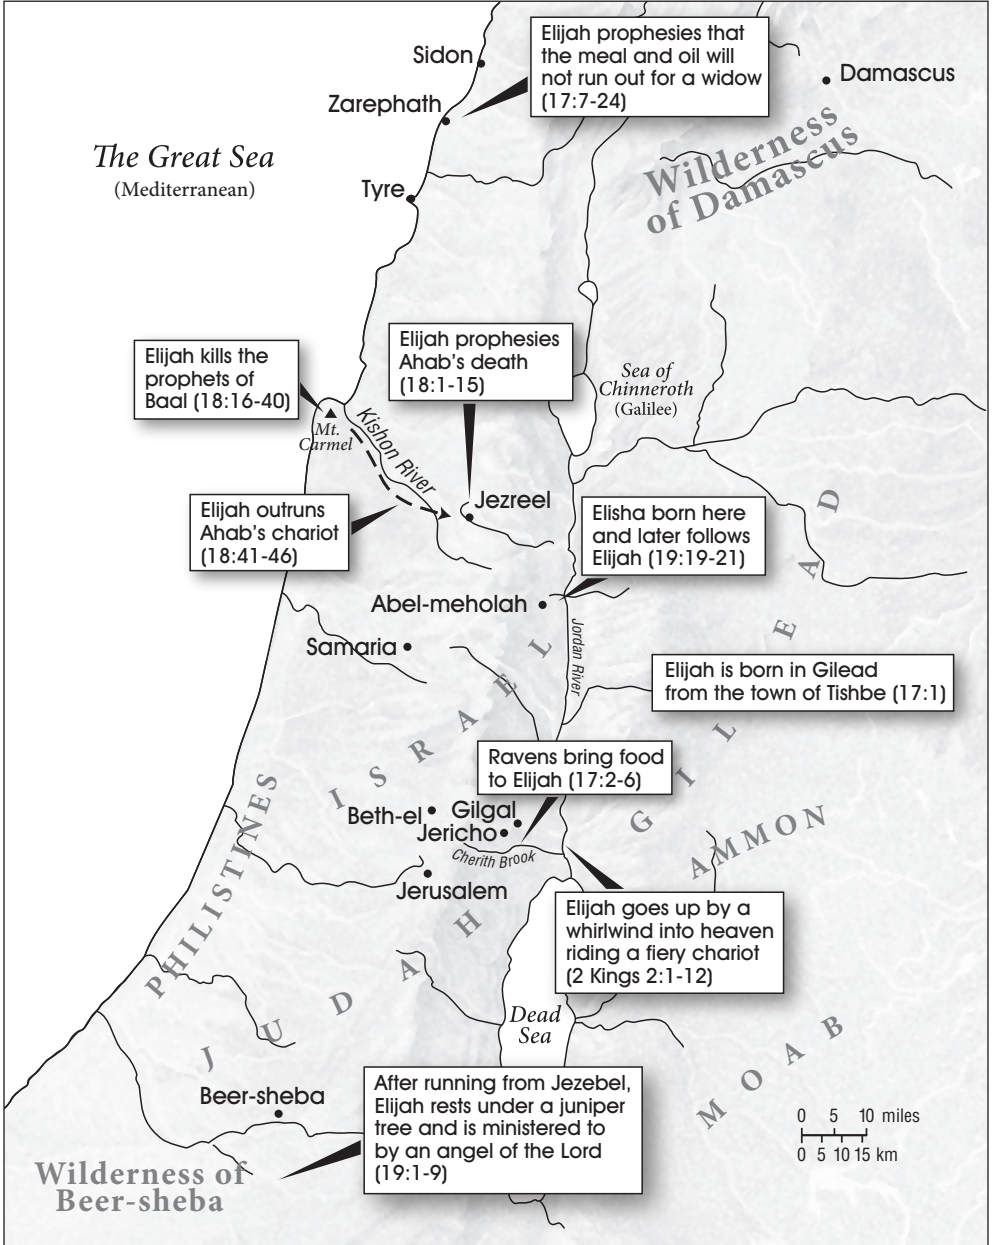 Elijah prophesies that
the meal and oil will
not run out for a widow
(17:7-24)
Sidon
Damascus
Zarephath
Wilderness
of Damascus
The Great Sea
(Mediterranean)
Tyre
Elijah kills the
prophets of
Baal (18:16-40)
Elijah prophesies
Ahab's death
(18:1-15)
Sea of
Chinneroth
(Galilee)
Mt.
Carmel
Kishon River
Jezreel
Elijah outruns
Ahab's chariot
(18:41-46)
Elisha born here
and later follows
Elijah (19:19-21)
Abel-meholah
Jordan River
Samaria
Elijah is born in Gilead
from the town of Tishbe (17:1)
ISRAEL
GILEAD
Ravens bring food
to Elijah (17:2-6)
Beth-el
Gilgal
Jericho
Cherith Brook
AMMON
PHILISTINES
Jerusalem
Elijah goes up by a
whirlwind into heaven
riding a fiery chariot
(2 Kings 2:1-12)
JUDAH
Dead
Sea
MOAB
After running from Jezebel,
Elijah rests under a juniper
tree and is ministered to
by an angel of the Lord
(19:1-9)
Beer-sheba
Wilderness of
Beer-sheba
0 5 10 miles
0 5 10 15 km